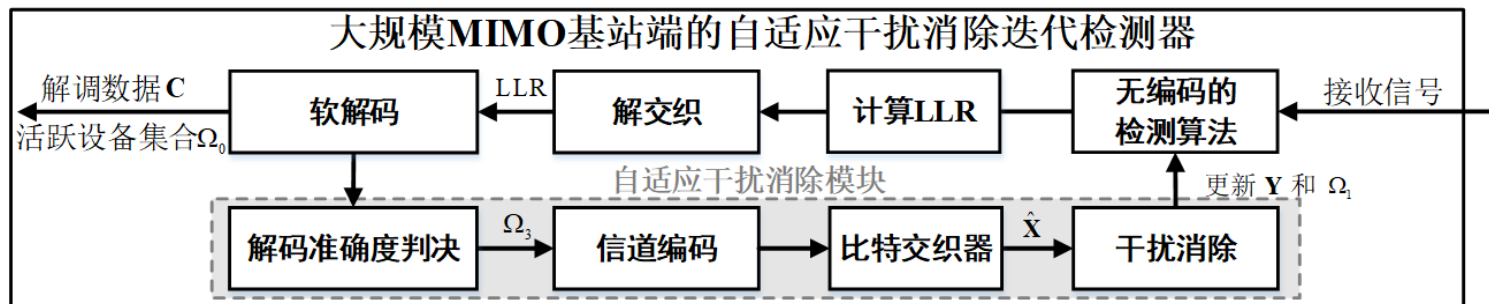 大规模MIMO基站端的自适应干扰消除迭代检测器
解调数据 C
活跃设备集合Ω₀
软解码
LLR
解交织
计算LLR
无编码的
检测算法
接收信号
自适应干扰消除模块
更新 Y 和 Ω₁
解码准确度判决
Ω₃
信道编码
比特交织器
X̂
干扰消除